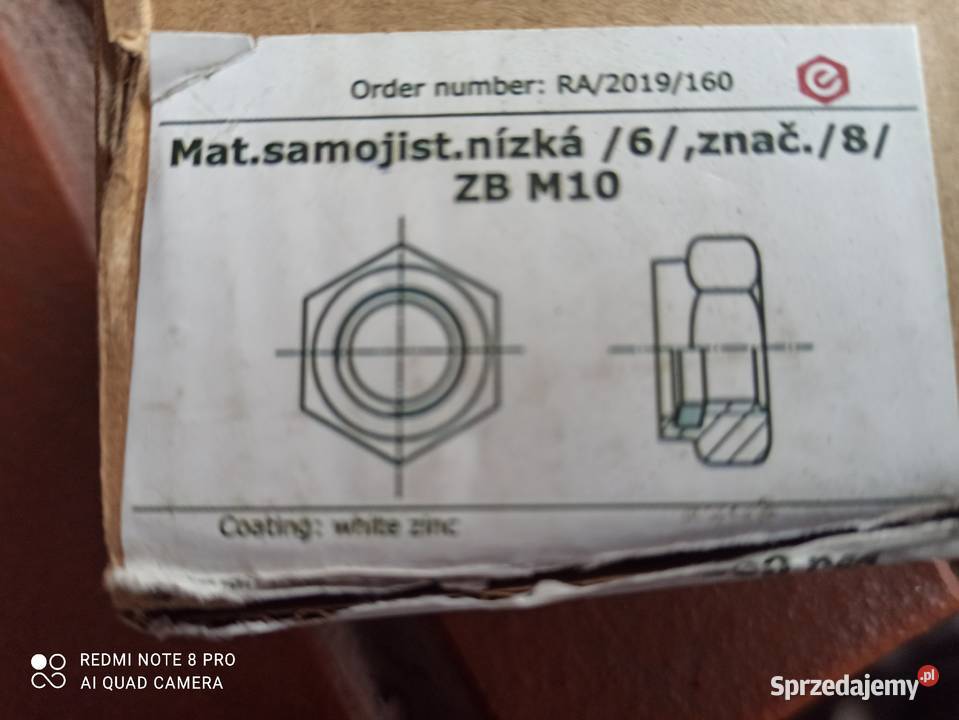 Order number: RA/2019/160
Mat.samojist.nízká /6/,znač./8/
ZB M10
Coating: white zinc
REDMI NOTE 8 PRO
AI QUAD CAMERA
Sprzedajemy.pl